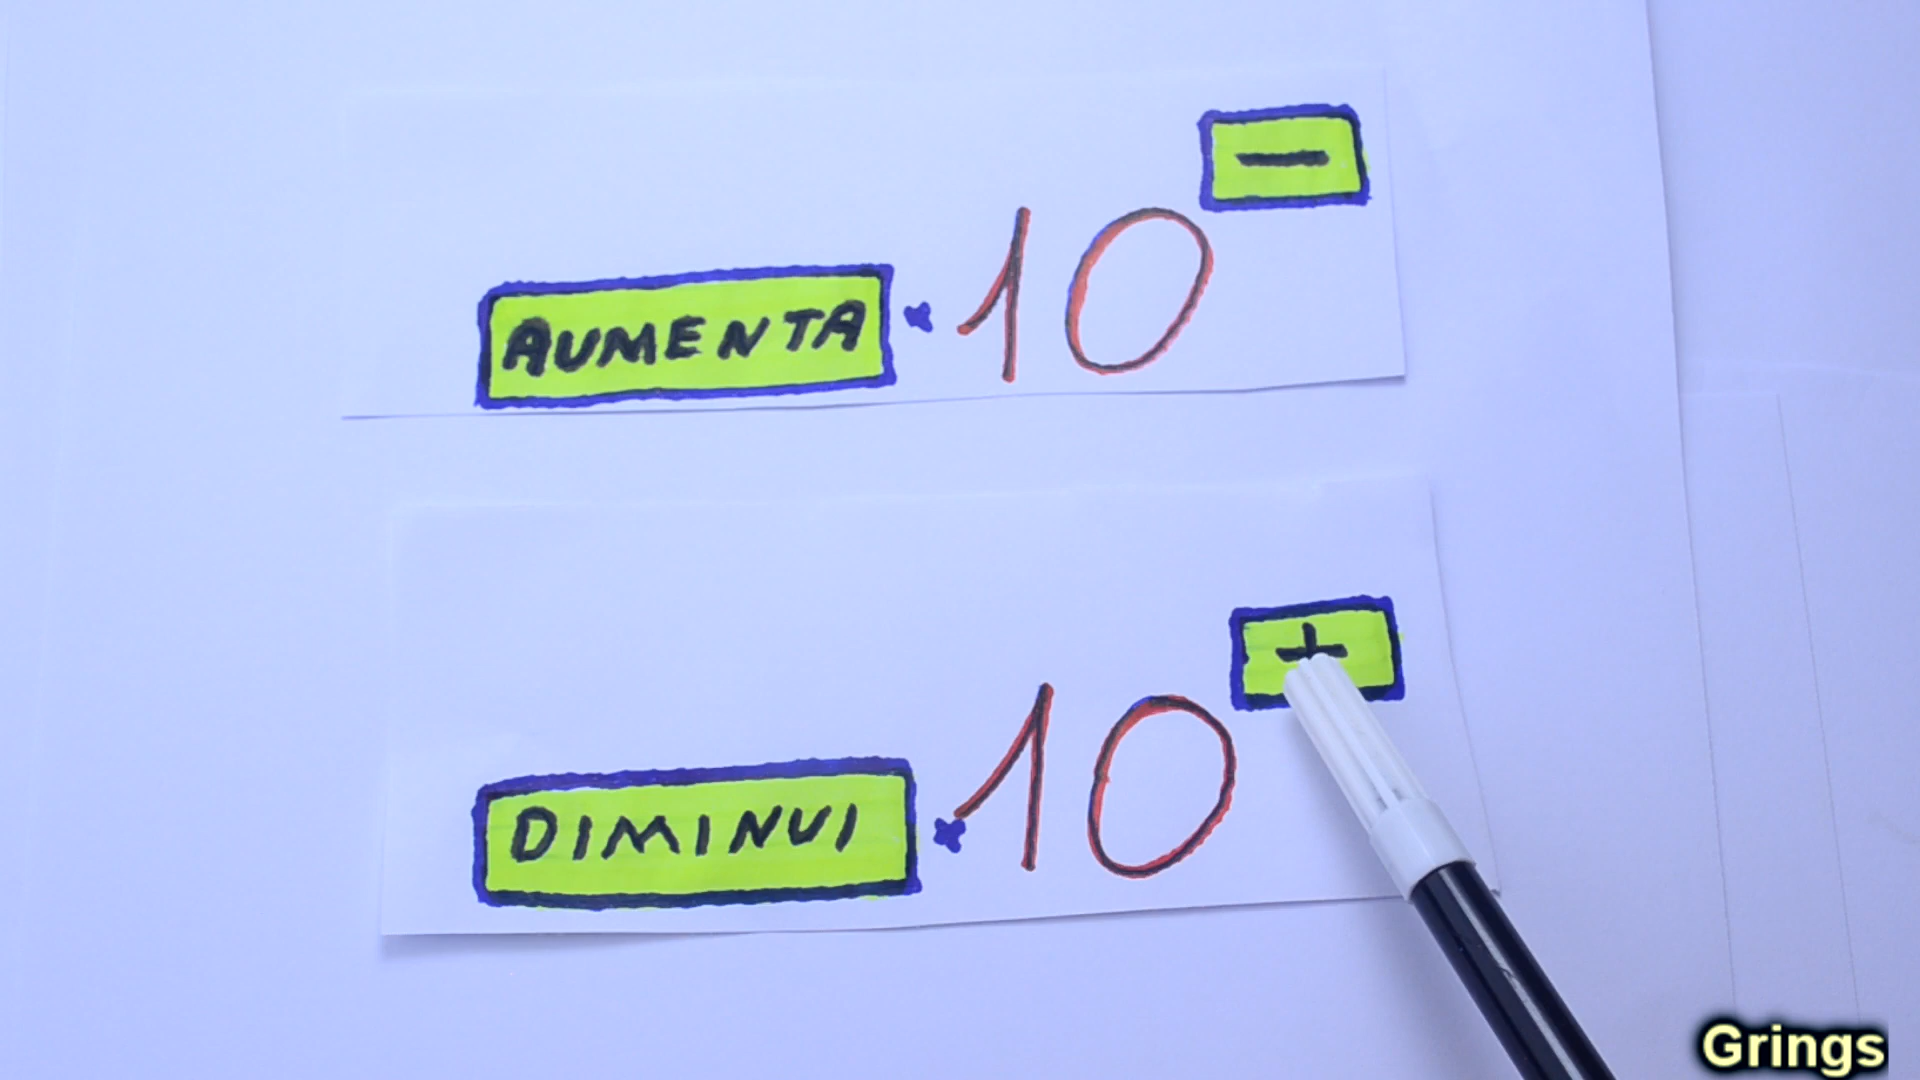 AUMENTA · 10 −
DIMINUI · 10 +
Grings